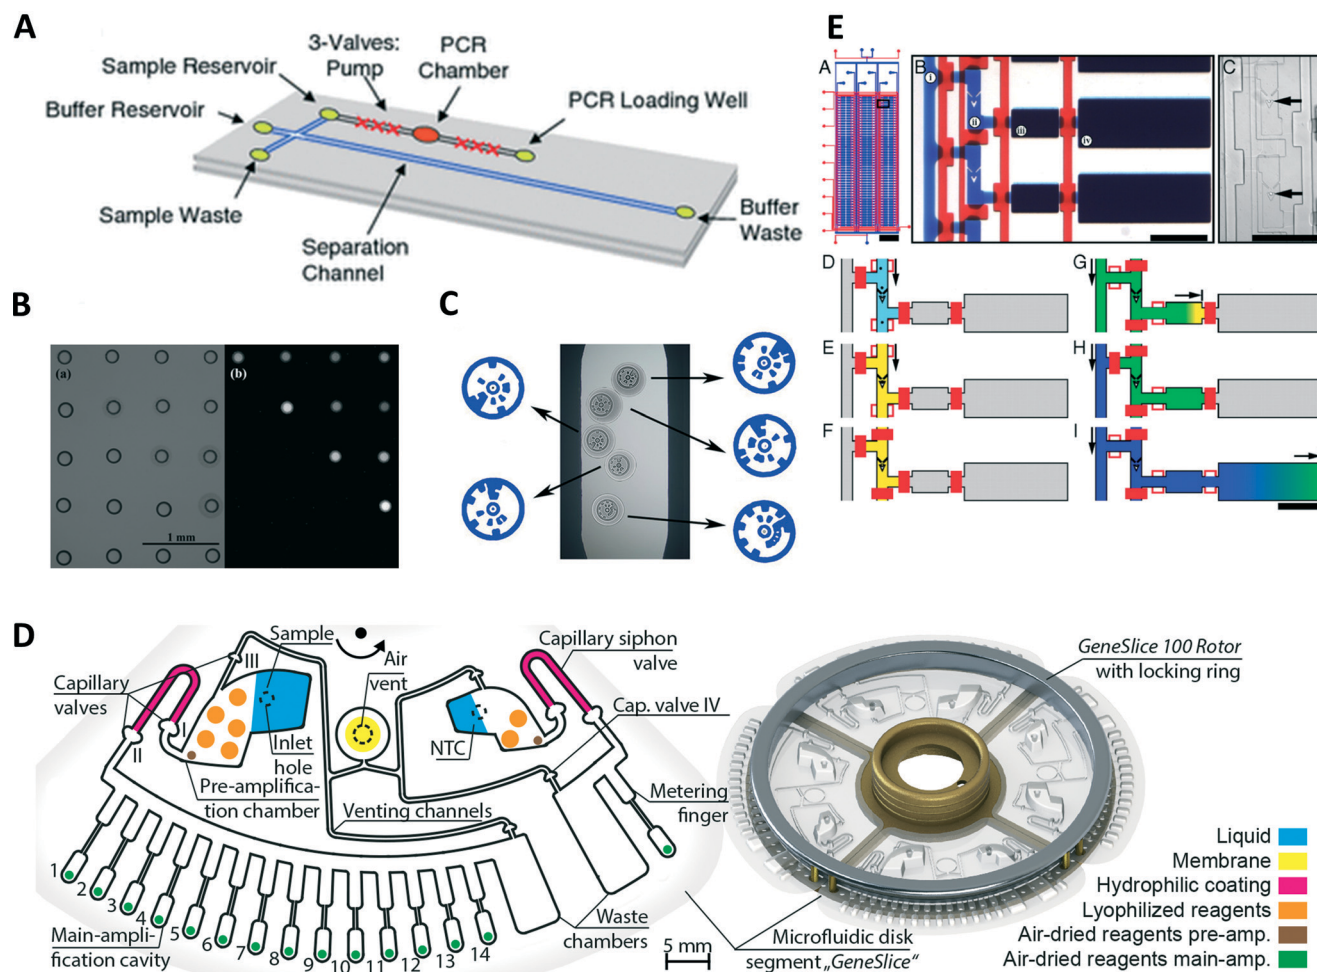 A
3-Valves:
Pump
PCR
Chamber
Sample Reservoir
Buffer Reservoir
PCR Loading Well
Sample Waste
Separation
Channel
Buffer
Waste
B
(a)
(b)
1 mm
C
E
A
B
C
i
ii
iii
iv
D
G
E
H
F
I
D
Sample
Air
vent
Capillary siphon
valve
III
Capillary
valves
Cap. valve IV
I
II
Inlet
hole
NTC
Pre-amplifica-
tion chamber
Venting channels
Metering
finger
1
2
3
4
5
6
7
8
9
10
11
12
13
14
Main-ampli-
fication cavity
Waste
chambers
5 mm
GeneSlice 100 Rotor
with locking ring
Microfluidic disk
segment „GeneSlice“
Liquid
Membrane
Hydrophilic coating
Lyophilized reagents
Air-dried reagents pre-amp.
Air-dried reagents main-amp.